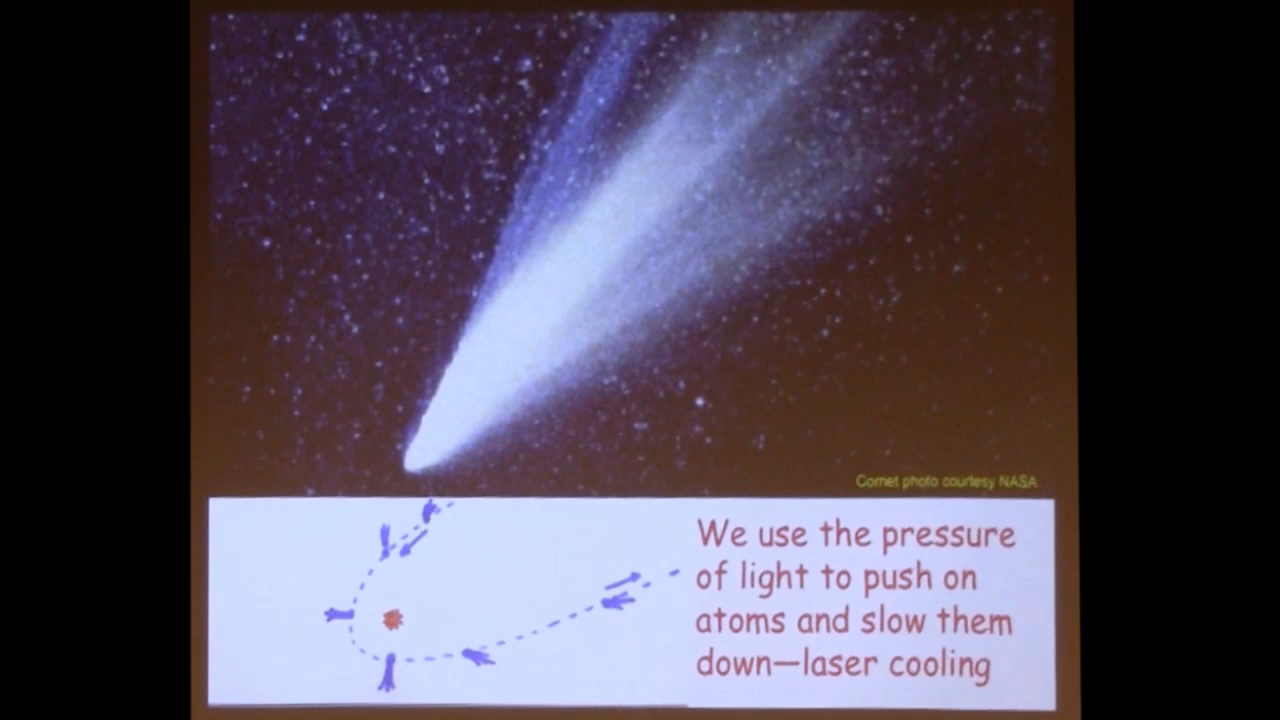 Comet photo courtesy NASA
We use the pressure
of light to push on
atoms and slow them
down—laser cooling